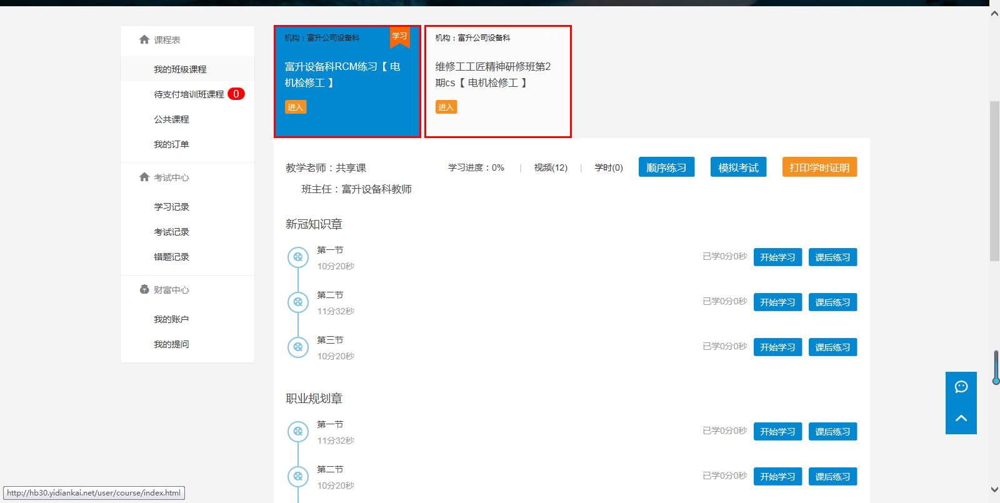 课程表
我的班级课程
待支付培训班课程 0
公共课程
我的订单
考试中心
学习记录
考试记录
错题记录
财富中心
我的账户
我的提问
机构：富升公司设备科
学习
富升设备科RCM练习【 电
机检修工 】
进入
机构：富升公司设备科
学习
维修工工匠精神研修班第2
期cs【 电机检修工 】
进入
教学老师：共享课
学习进度：0% | 视频(12) | 学时(0)
顺序练习
模拟考试
打印学时证明
班主任：富升设备科教师
新冠知识章
第一节
10分20秒
已学0分0秒 开始学习 课后练习
第二节
11分32秒
已学0分0秒 开始学习 课后练习
第三节
10分20秒
已学0分0秒 开始学习 课后练习
职业规划章
第一节
11分32秒
已学0分0秒 开始学习 课后练习
第二节
10分20秒
已学0分0秒 开始学习 课后练习
http://hb30.yidiankai.net/user/course/index.html